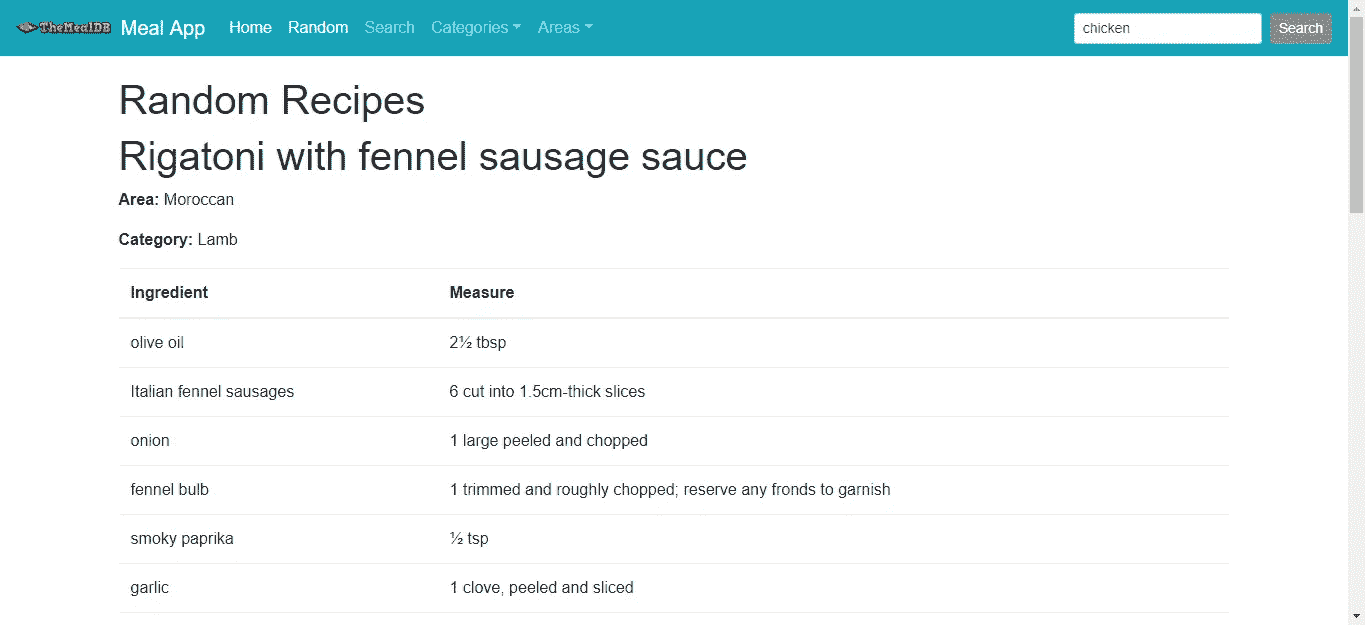 TheMealDB Meal App Home Random Search Categories Areas chicken Search
Random Recipes
Rigatoni with fennel sausage sauce
Area: Moroccan
Category: Lamb
Ingredient Measure
olive oil 2½ tbsp
Italian fennel sausages 6 cut into 1.5cm-thick slices
onion 1 large peeled and chopped
fennel bulb 1 trimmed and roughly chopped; reserve any fronds to garnish
smoky paprika ½ tsp
garlic 1 clove, peeled and sliced